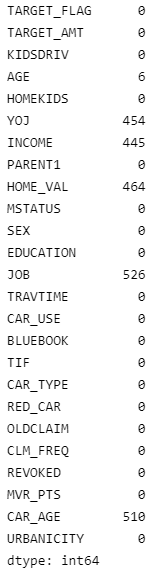 TARGET_FLAG 0
TARGET_AMT 0
KIDSDRIV 0
AGE 6
HOMEKIDS 0
YOJ 454
INCOME 445
PARENT1 0
HOME_VAL 464
MSTATUS 0
SEX 0
EDUCATION 0
JOB 526
TRAVTIME 0
CAR_USE 0
BLUEBOOK 0
TIF 0
CAR_TYPE 0
RED_CAR 0
OLDCLAIM 0
CLM_FREQ 0
REVOKED 0
MVR_PTS 0
CAR_AGE 510
URBANICITY 0
dtype: int64